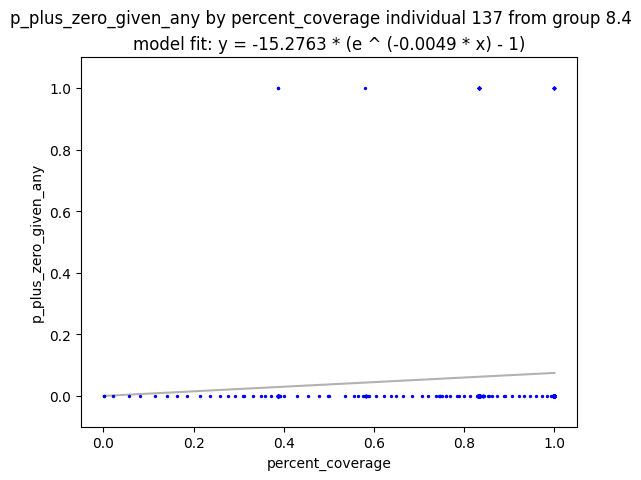 p_plus_zero_given_any by percent_coverage individual 137 from group 8.4
model fit: y = -15.2763 * (e ^ (-0.0049 * x) - 1)
1.0
0.8
0.6
0.4
0.2
0.0
p_plus_zero_given_any
0.0 0.2 0.4 0.6 0.8 1.0
percent_coverage